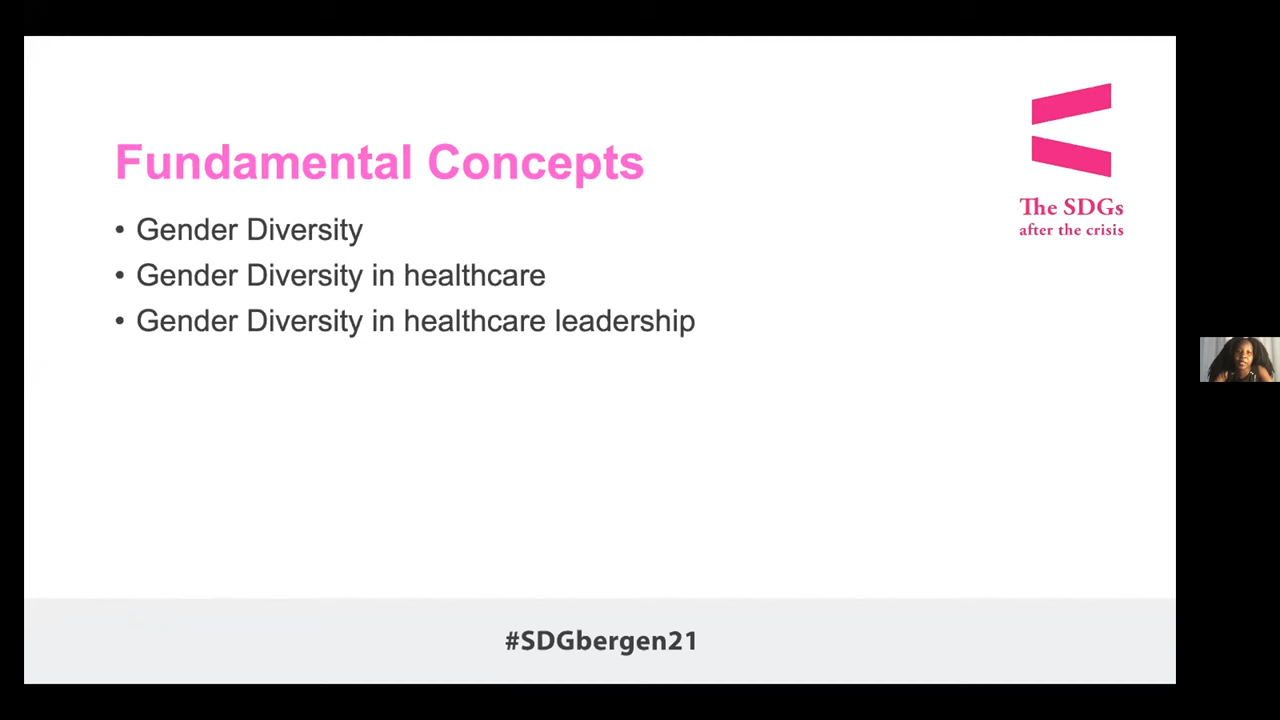 Fundamental Concepts
• Gender Diversity
• Gender Diversity in healthcare
• Gender Diversity in healthcare leadership
The SDGs
after the crisis
#SDGbergen21